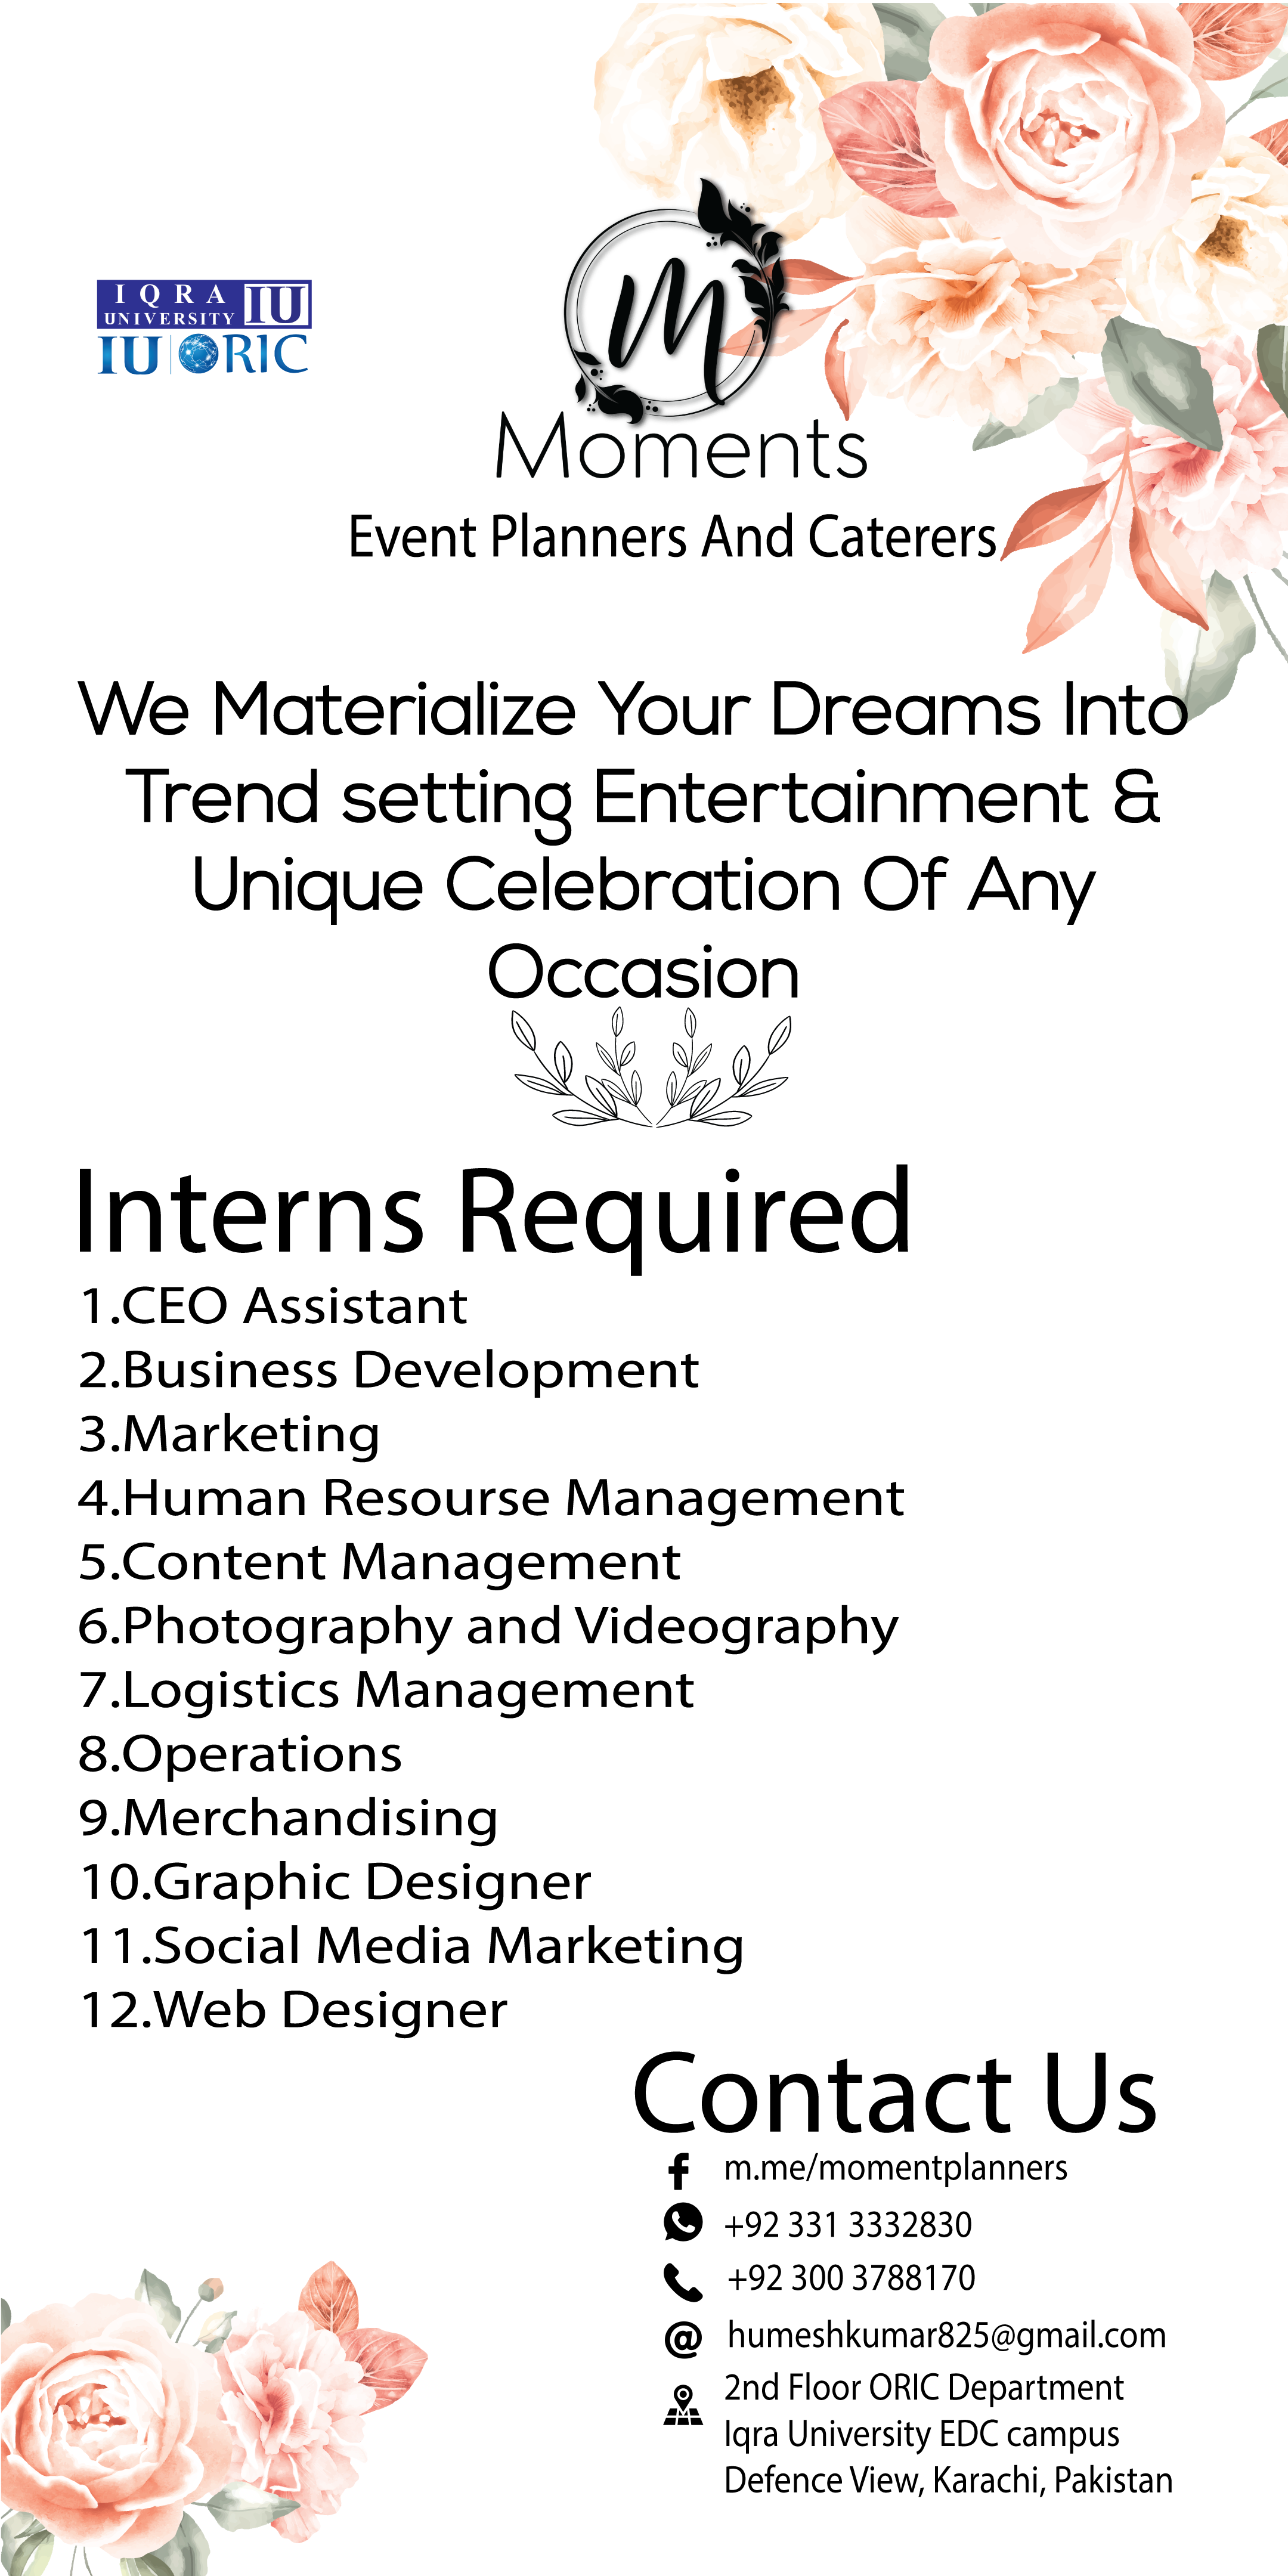 IQRA
UNIVERSITY IU
IU ORIC
m
Moments
Event Planners And Caterers
We Materialize Your Dreams Into
Trend setting Entertainment &
Unique Celebration Of Any
Occasion
Interns Required
1.CEO Assistant
2.Business Development
3.Marketing
4.Human Resourse Management
5.Content Management
6.Photography and Videography
7.Logistics Management
8.Operations
9.Merchandising
10.Graphic Designer
11.Social Media Marketing
12.Web Designer
Contact Us
m.me/momentplanners
+92 331 3332830
+92 300 3788170
humeshkumar825@gmail.com
2nd Floor ORIC Department
Iqra University EDC campus
Defence View, Karachi, Pakistan